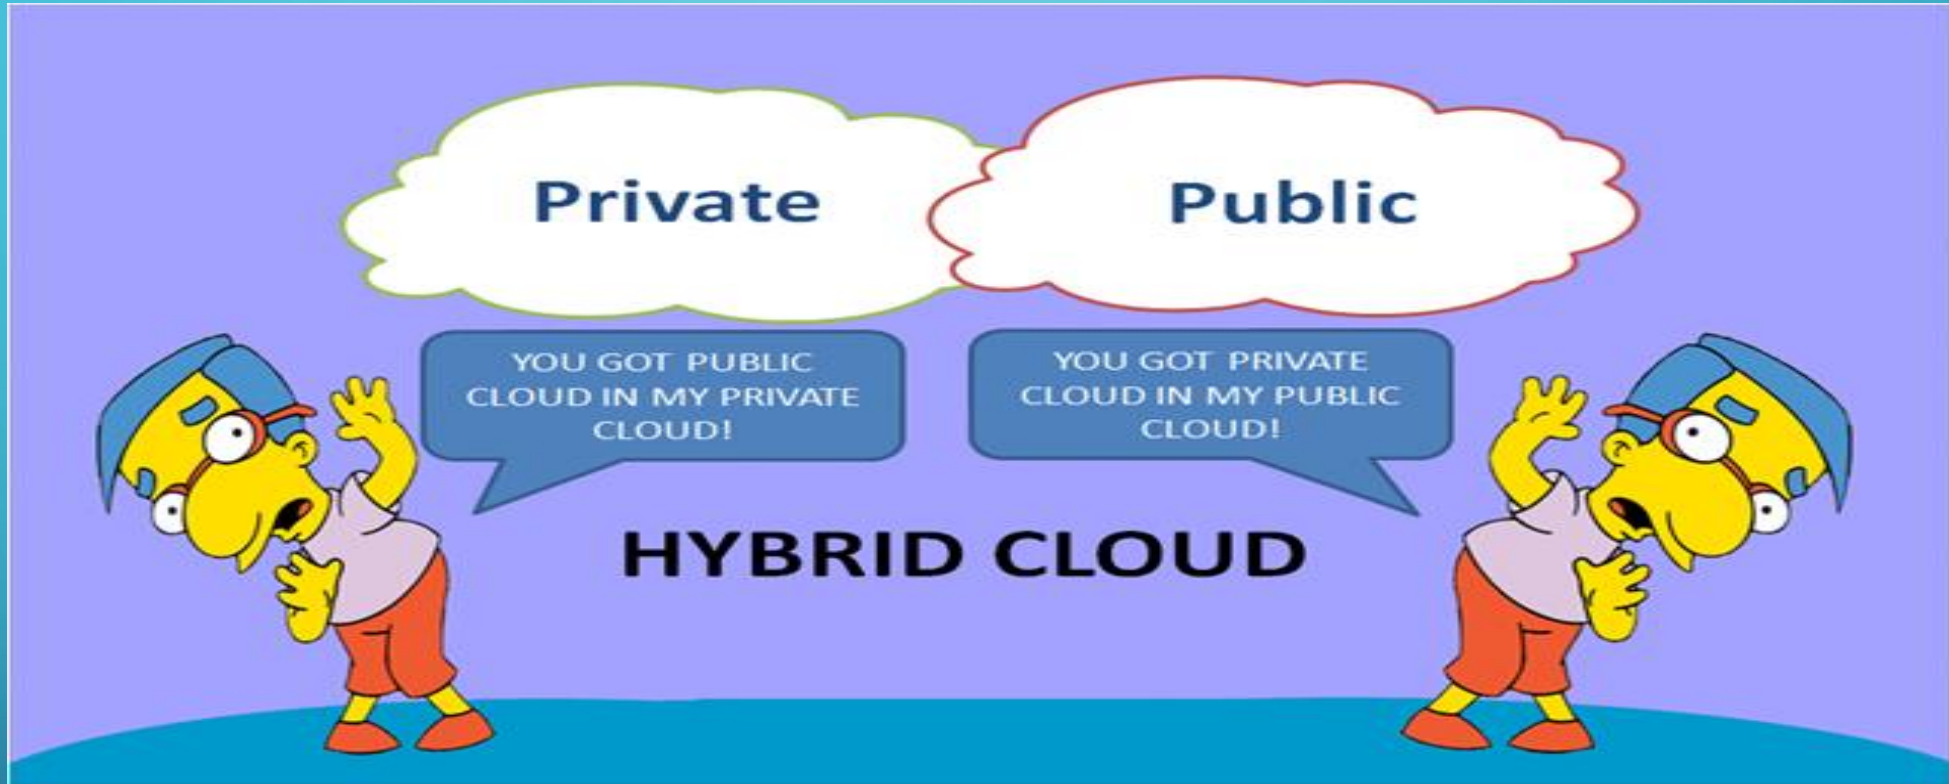 Private
Public
YOU GOT PUBLIC
CLOUD IN MY PRIVATE
CLOUD!
YOU GOT PRIVATE
CLOUD IN MY PUBLIC
CLOUD!
HYBRID CLOUD